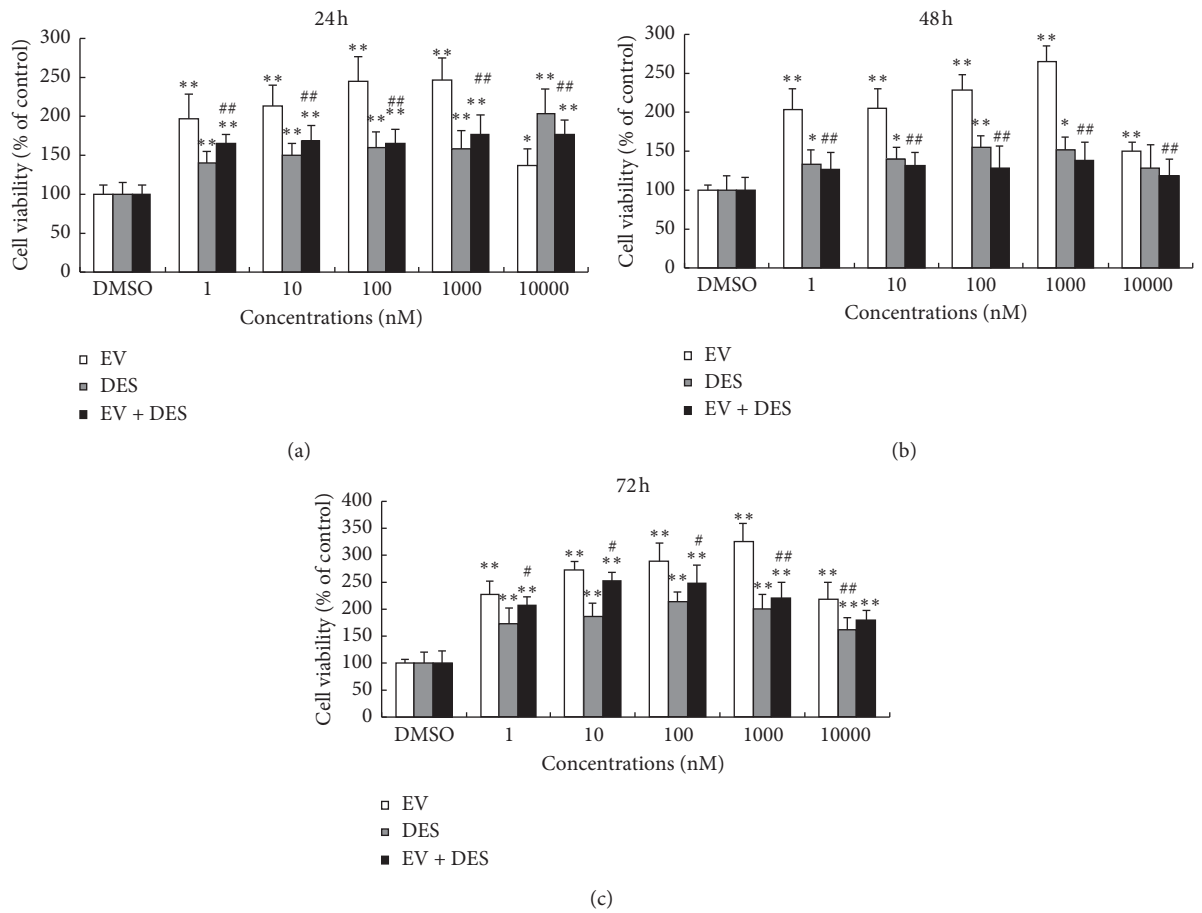 24 h
Cell viability (% of control)
300
250
200
150
100
50
0
** ** ** ** *
** ** ** ** **
## ## ## ## ##
** ** ** ** **
DMSO 1 10 100 1000 10000
Concentrations (nM)
EV
DES
EV + DES
(a)
48 h
Cell viability (% of control)
300
250
200
150
100
50
0
** ** ** ** **
* * ** *
## ## ## ## ##
DMSO 1 10 100 1000 10000
Concentrations (nM)
EV
DES
EV + DES
(b)
72 h
Cell viability (% of control)
400
350
300
250
200
150
100
50
0
** ** ** ** **
** ** ** ** **
# # # ## ##
** ** ** ** **
DMSO 1 10 100 1000 10000
Concentrations (nM)
EV
DES
EV + DES
(c)